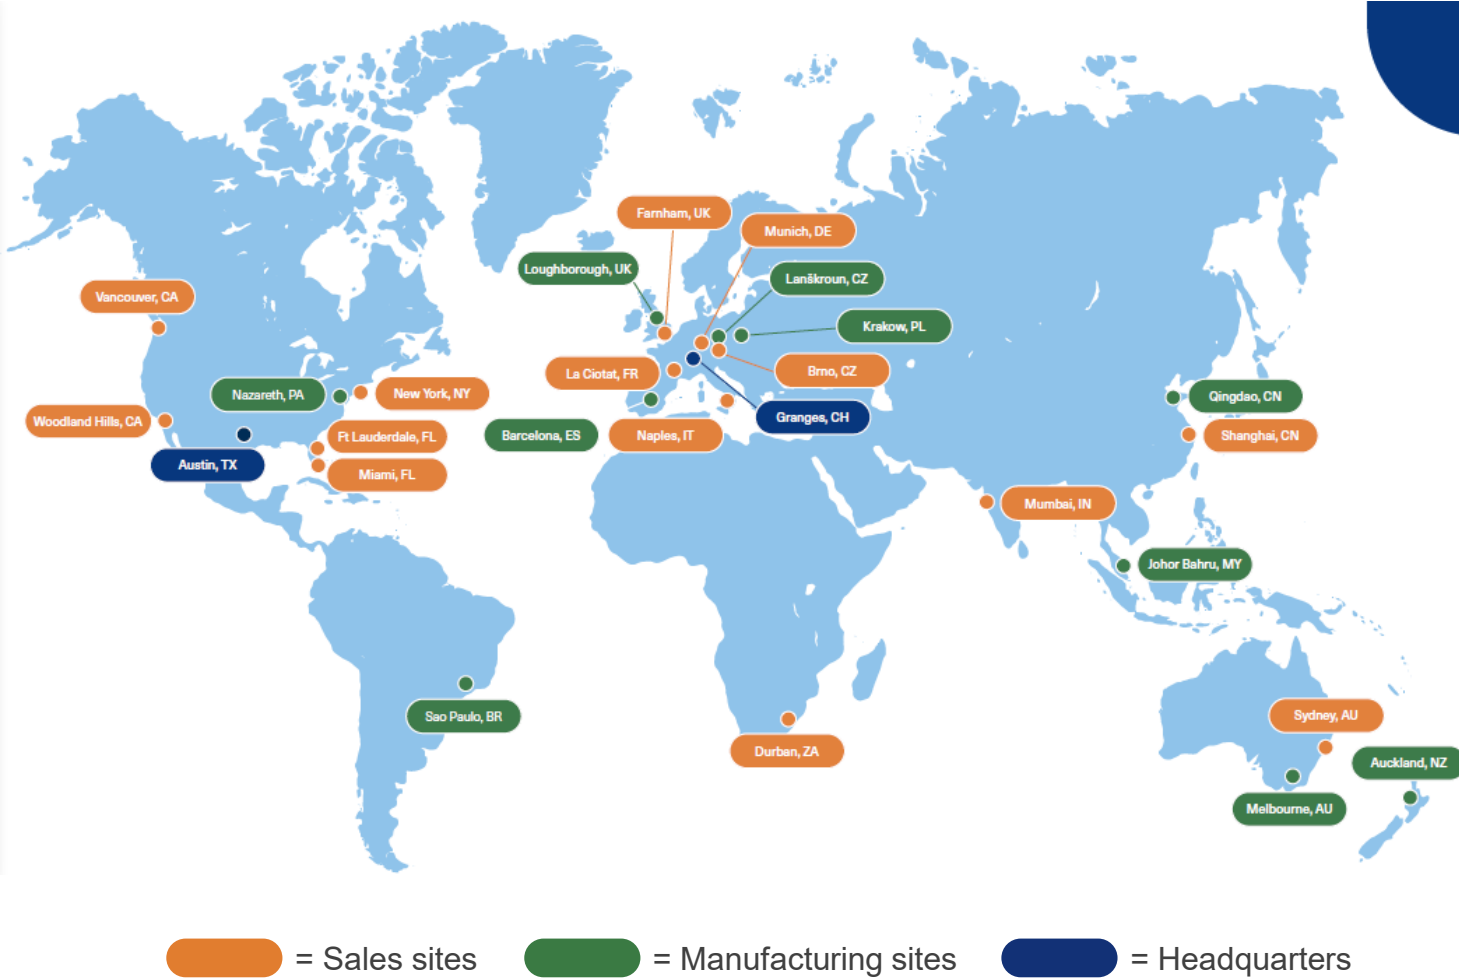 Farnham, UK
Munich, DE
Loughborough, UK
Lanškroun, CZ
Vancouver, CA
Krakow, PL
La Ciotat, FR
Brno, CZ
Nazareth, PA
New York, NY
Qingdao, CN
Woodland Hills, CA
Granges, CH
Ft Lauderdale, FL
Barcelona, ES
Naples, IT
Shanghai, CN
Austin, TX
Miami, FL
Mumbai, IN
Johor Bahru, MY
Sao Paulo, BR
Sydney, AU
Durban, ZA
Auckland, NZ
Melbourne, AU
= Sales sites
= Manufacturing sites
= Headquarters